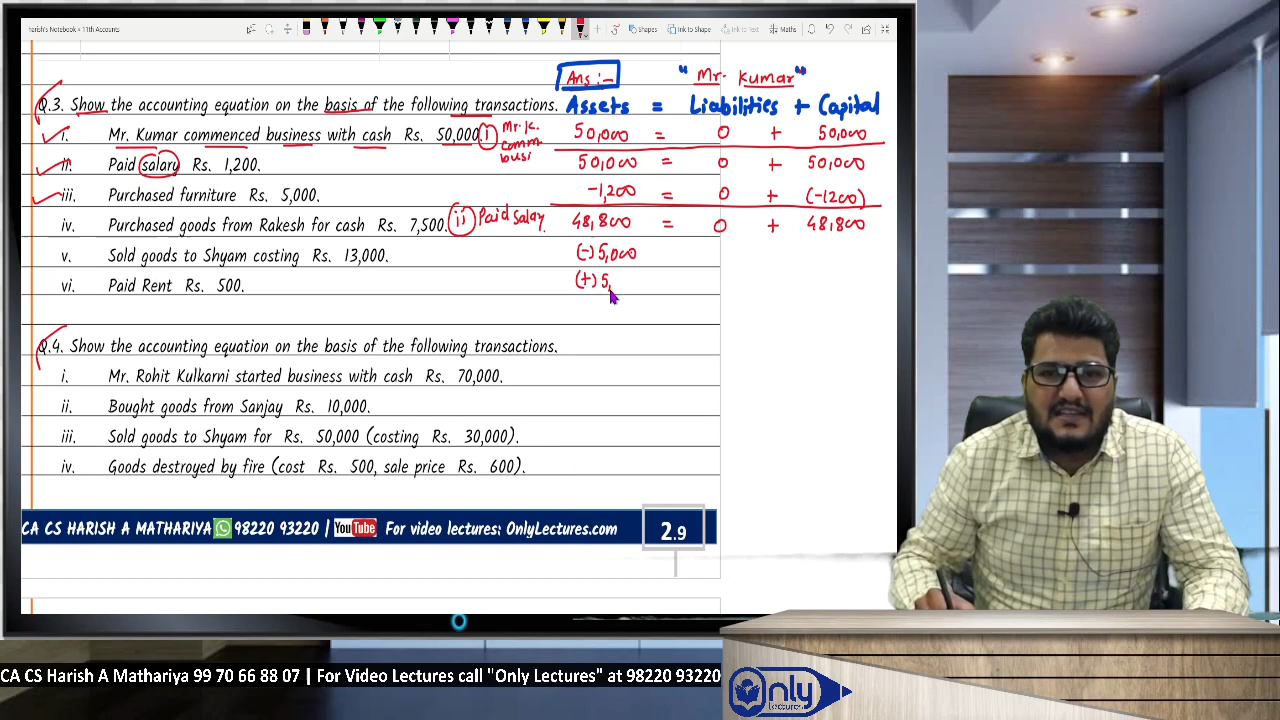 Harish's Notebook • 11th Accounts
Shapes
Ink to Shape
Ink to Text
Maths
Ans :- " Mr. Kumar "
Q.3. Show the accounting equation on the basis of the following transactions. Assets = Liabilities + Capital
i. Mr. Kumar commenced business with cash Rs. 50,000. i Mr. K. comm. busi 50,000 = 0 + 50,000
ii. Paid salary Rs. 1,200. 50,000 = 0 + 50,000
iii. Purchased furniture Rs. 5,000. -1,200 = 0 + (-1200)
iv. Purchased goods from Rakesh for cash Rs. 7,500. ii Paid Salay. 48,800 = 0 + 48,800
v. Sold goods to Shyam costing Rs. 13,000. (-) 5,000
vi. Paid Rent Rs. 500. (+) 5,
Q.4. Show the accounting equation on the basis of the following transactions.
i. Mr. Rohit Kulkarni started business with cash Rs. 70,000.
ii. Bought goods from Sanjay Rs. 10,000.
iii. Sold goods to Shyam for Rs. 50,000 (costing Rs. 30,000).
iv. Goods destroyed by fire (cost Rs. 500, sale price Rs. 600).
CA CS HARISH A MATHARIYA 98220 93220 | YouTube For video lectures: OnlyLectures.com 2.9
CA CS Harish A Mathariya 99 70 66 88 07 | For Video Lectures call "Only Lectures" at 98220 93220
Only
Lectures